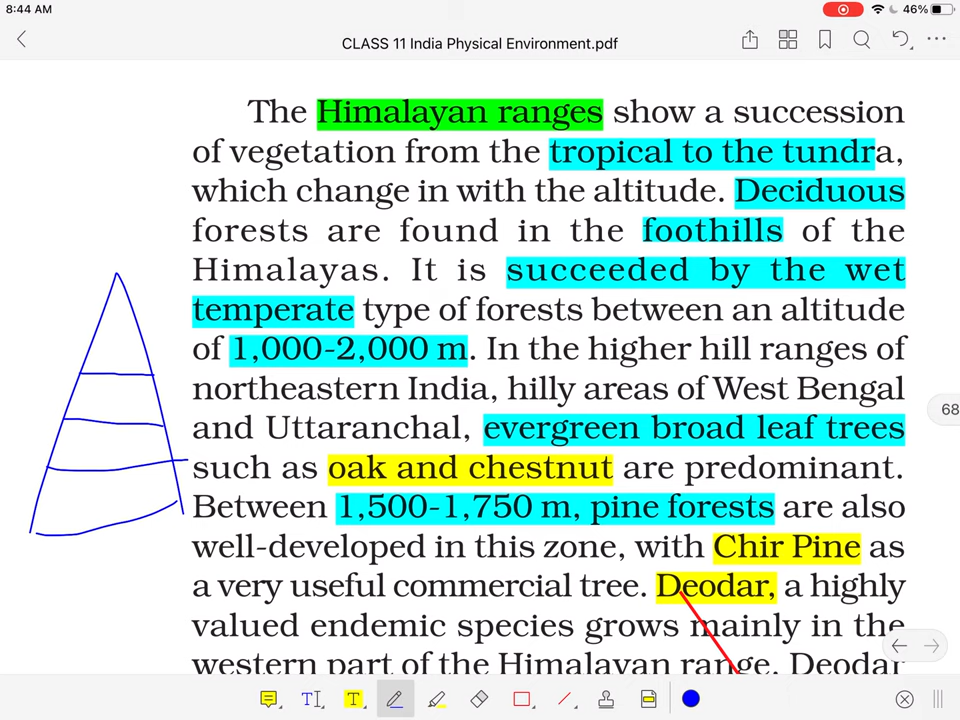 8:44 AM
46%
CLASS 11 India Physical Environment.pdf
The Himalayan ranges show a succession
of vegetation from the tropical to the tundra,
which change in with the altitude. Deciduous
forests are found in the foothills of the
Himalayas. It is succeeded by the wet
temperate type of forests between an altitude
of 1,000-2,000 m. In the higher hill ranges of
northeastern India, hilly areas of West Bengal
and Uttaranchal, evergreen broad leaf trees
such as oak and chestnut are predominant.
Between 1,500-1,750 m, pine forests are also
well-developed in this zone, with Chir Pine as
a very useful commercial tree. Deodar, a highly
valued endemic species grows mainly in the
western part of the Himalayan range. Deodar
68